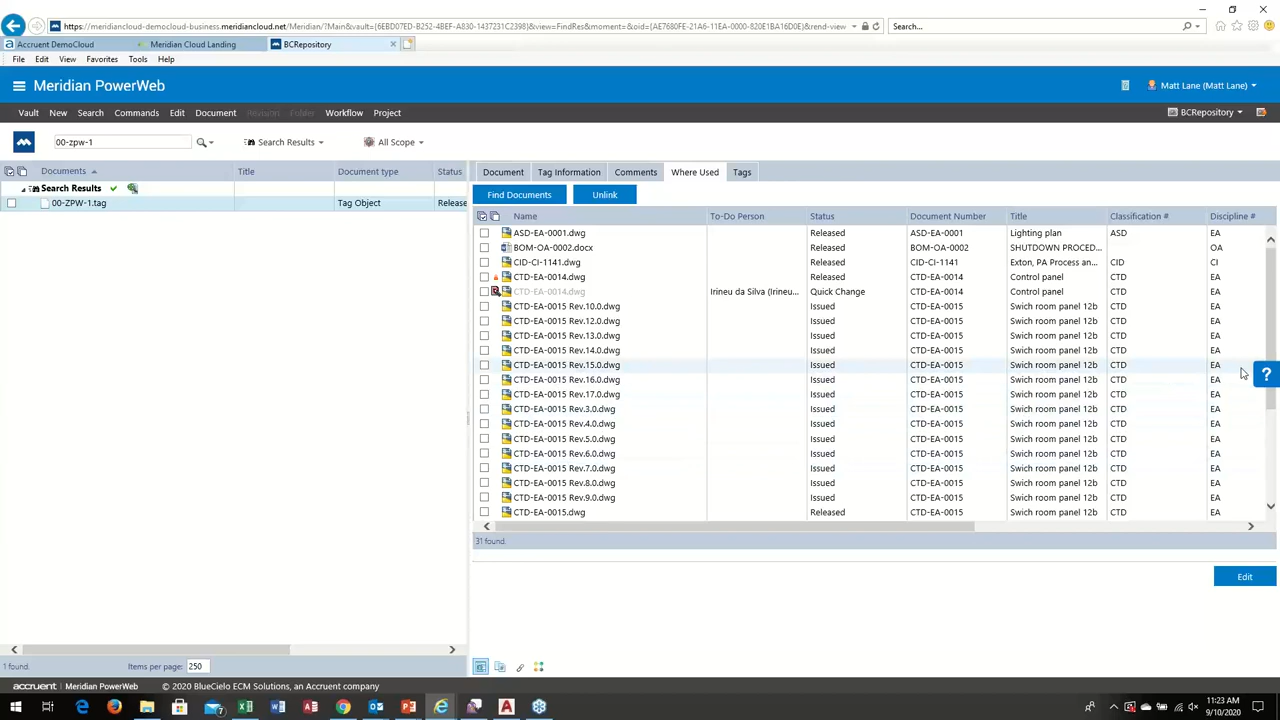 https://meridiancloud-democloud-business.meridiancloud.net/Meridian/?Main&vault={6EBD07ED-B252-4BEF-A830-1437231C2398}&view=FindRes&moment=&oid={AE7680FE-21A6-11EA-0000-820E1BA16D0E}&rend-view
Search...
Accruent DemoCloud
Meridian Cloud Landing
BCRepository
File Edit View Favorites Tools Help
Meridian PowerWeb
Matt Lane (Matt Lane)
Vault New Search Commands Edit Document Revision Folder Workflow Project
BCRepository
00-zpw-1
Search Results
All Scope
Documents Title Document type Status
Search Results
00-ZPW-1.tag Tag Object Release
Document Tag Information Comments Where Used Tags
Find Documents Unlink
Name To-Do Person Status Document Number Title Classification # Discipline #
ASD-EA-0001.dwg Released ASD-EA-0001 Lighting plan ASD EA
BOM-OA-0002.docx Released BOM-OA-0002 SHUTDOWN PROCED... OA
CID-CI-1141.dwg Released CID-CI-1141 Exton, PA Process an... CID CI
CTD-EA-0014.dwg Released CTD-EA-0014 Control panel CTD EA
CTD-EA-0014.dwg Irineu da Silva (Irineu... Quick Change CTD-EA-0014 Control panel CTD EA
CTD-EA-0015 Rev.10.0.dwg Issued CTD-EA-0015 Swich room panel 12b CTD EA
CTD-EA-0015 Rev.12.0.dwg Issued CTD-EA-0015 Swich room panel 12b CTD EA
CTD-EA-0015 Rev.13.0.dwg Issued CTD-EA-0015 Swich room panel 12b CTD EA
CTD-EA-0015 Rev.14.0.dwg Issued CTD-EA-0015 Swich room panel 12b CTD EA
CTD-EA-0015 Rev.15.0.dwg Issued CTD-EA-0015 Swich room panel 12b CTD EA
CTD-EA-0015 Rev.16.0.dwg Issued CTD-EA-0015 Swich room panel 12b CTD EA
CTD-EA-0015 Rev.17.0.dwg Issued CTD-EA-0015 Swich room panel 12b CTD EA
CTD-EA-0015 Rev.3.0.dwg Issued CTD-EA-0015 Swich room panel 12b CTD EA
CTD-EA-0015 Rev.4.0.dwg Issued CTD-EA-0015 Swich room panel 12b CTD EA
CTD-EA-0015 Rev.5.0.dwg Issued CTD-EA-0015 Swich room panel 12b CTD EA
CTD-EA-0015 Rev.6.0.dwg Issued CTD-EA-0015 Swich room panel 12b CTD EA
CTD-EA-0015 Rev.7.0.dwg Issued CTD-EA-0015 Swich room panel 12b CTD EA
CTD-EA-0015 Rev.8.0.dwg Issued CTD-EA-0015 Swich room panel 12b CTD EA
CTD-EA-0015 Rev.9.0.dwg Issued CTD-EA-0015 Swich room panel 12b CTD EA
CTD-EA-0015.dwg Released CTD-EA-0015 Swich room panel 12b CTD EA
31 found.
?
Edit
1 found. Items per page: 250
accruent Meridian PowerWeb © 2020 BlueCielo ECM Solutions, an Accruent company
11:23 AM
9/10/2020